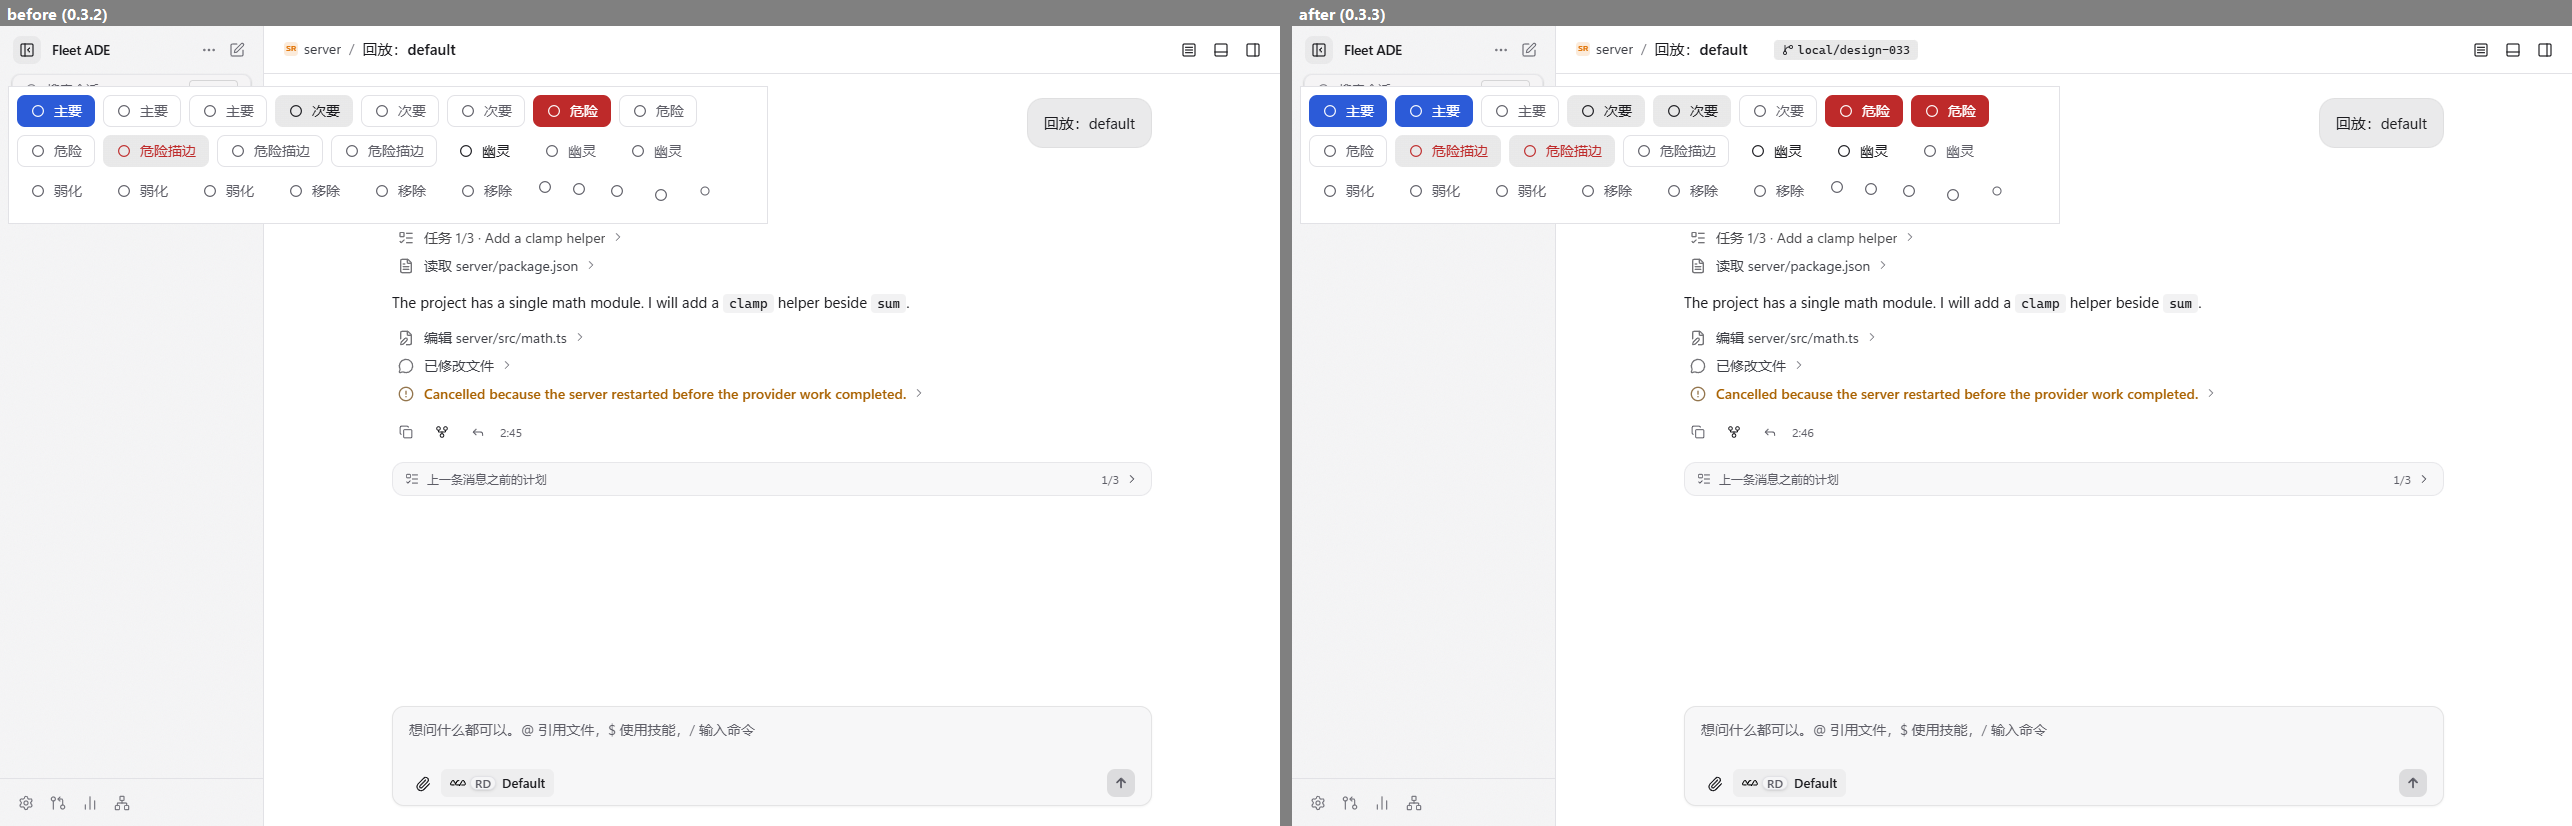 before (0.3.2)
Fleet ADE
SR server / 回放：default
主要 主要 主要 次要 次要 次要 危险 危险
危险 危险描边 危险描边 危险描边 幽灵 幽灵 幽灵
弱化 弱化 弱化 移除 移除 移除
回放：default
任务 1/3 · Add a clamp helper
读取 server/package.json
The project has a single math module. I will add a clamp helper beside sum.
编辑 server/src/math.ts
已修改文件
Cancelled because the server restarted before the provider work completed.
2:45
上一条消息之前的计划 1/3
想问什么都可以。@ 引用文件，$ 使用技能，/ 输入命令
RD Default
after (0.3.3)
Fleet ADE
SR server / 回放：default local/design-033
主要 主要 主要 次要 次要 次要 危险 危险
危险 危险描边 危险描边 危险描边 幽灵 幽灵 幽灵
弱化 弱化 弱化 移除 移除 移除
回放：default
任务 1/3 · Add a clamp helper
读取 server/package.json
The project has a single math module. I will add a clamp helper beside sum.
编辑 server/src/math.ts
已修改文件
Cancelled because the server restarted before the provider work completed.
2:46
上一条消息之前的计划 1/3
想问什么都可以。@ 引用文件，$ 使用技能，/ 输入命令
RD Default